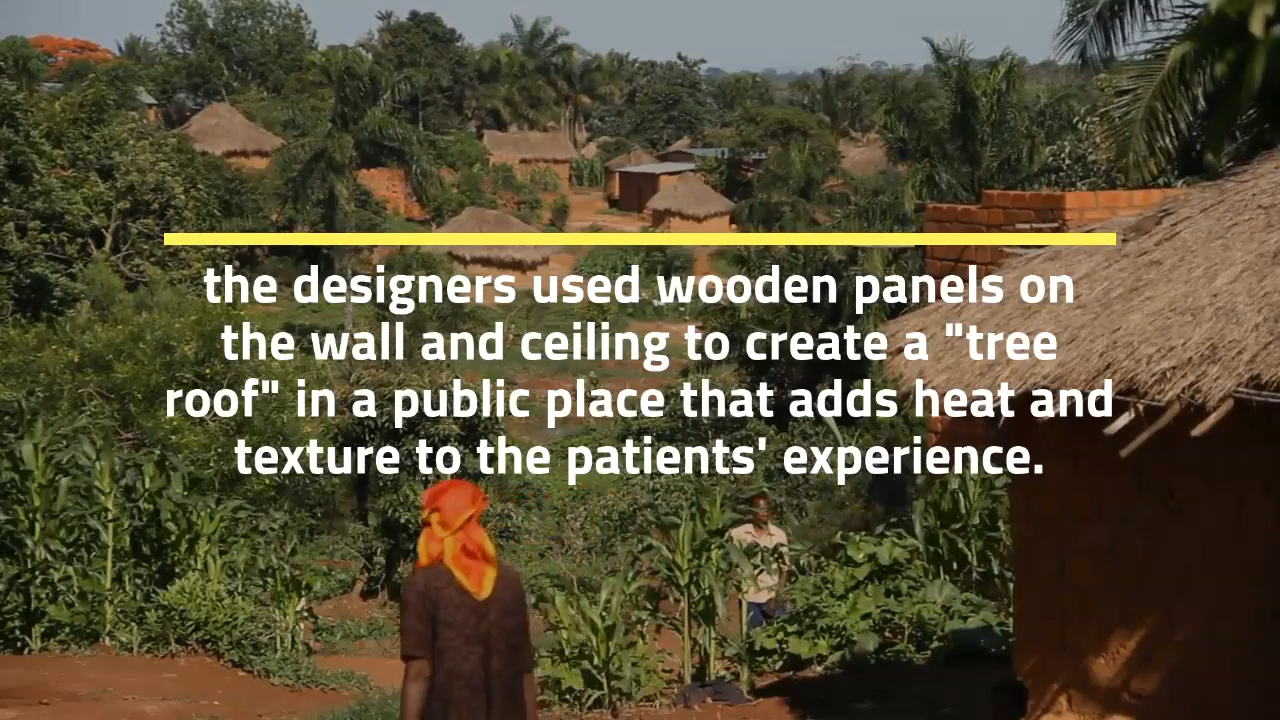 the designers used wooden panels on
the wall and ceiling to create a "tree
roof" in a public place that adds heat and
texture to the patients' experience.